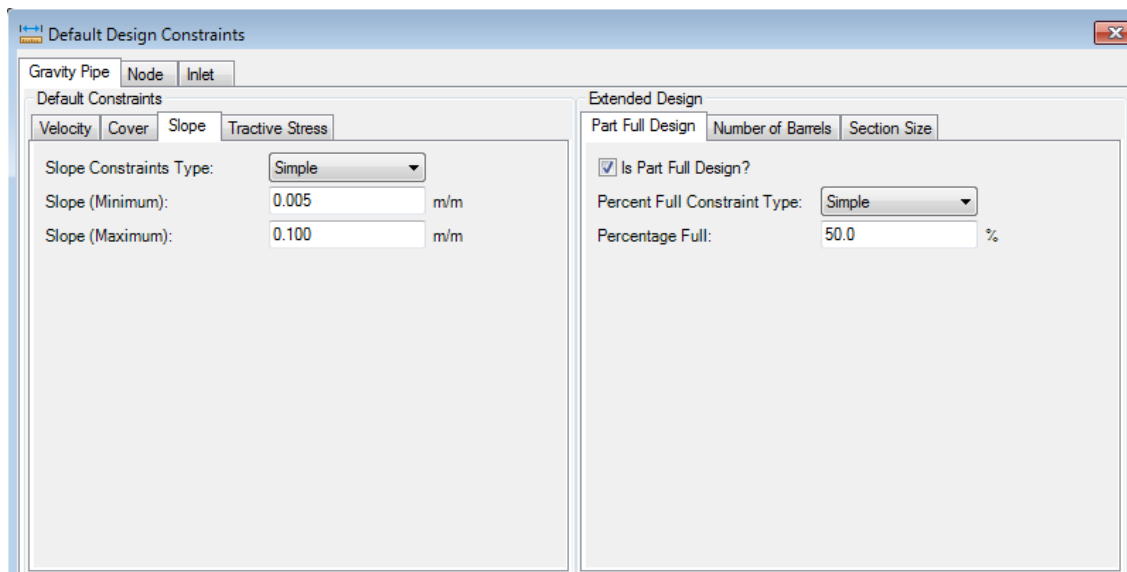 Default Design Constraints
Gravity Pipe Node Inlet
Default Constraints
Velocity Cover Slope Tractive Stress
Slope Constraints Type: Simple
Slope (Minimum): 0.005 m/m
Slope (Maximum): 0.100 m/m
Extended Design
Part Full Design Number of Barrels Section Size
Is Part Full Design?
Percent Full Constraint Type: Simple
Percentage Full: 50.0 %